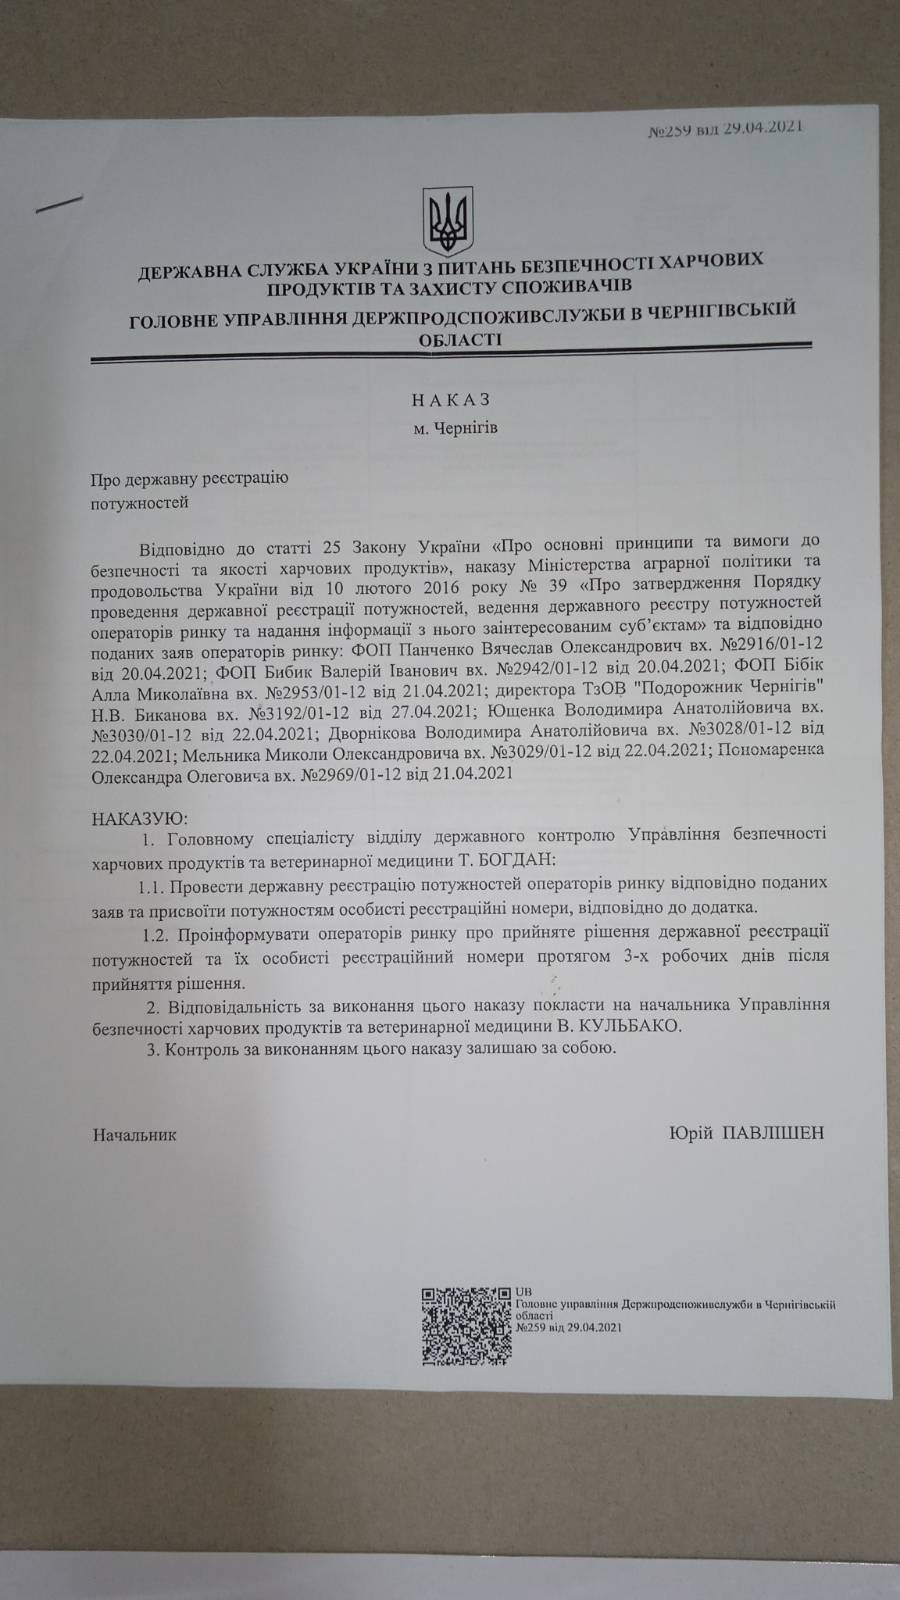 №259 від 29.04.2021
ДЕРЖАВНА СЛУЖБА УКРАЇНИ З ПИТАНЬ БЕЗПЕЧНОСТІ ХАРЧОВИХ
ПРОДУКТІВ ТА ЗАХИСТУ СПОЖИВАЧІВ
ГОЛОВНЕ УПРАВЛІННЯ ДЕРЖПРОДСПОЖИВСЛУЖБИ В ЧЕРНІГІВСЬКІЙ
ОБЛАСТІ
Н А К А З
м. Чернігів
Про державну реєстрацію
потужностей
Відповідно до статті 25 Закону України «Про основні принципи та вимоги до
безпечності та якості харчових продуктів», наказу Міністерства аграрної політики та
продовольства України від 10 лютого 2016 року № 39 «Про затвердження Порядку
проведення державної реєстрації потужностей, ведення державного реєстру потужностей
операторів ринку та надання інформації з нього заінтересованим суб’єктам» та відповідно
поданих заяв операторів ринку: ФОП Панченко Вячеслав Олександрович вх. №2916/01-12
від 20.04.2021; ФОП Бибик Валерій Іванович вх. №2942/01-12 від 20.04.2021; ФОП Бібік
Алла Миколаївна вх. №2953/01-12 від 21.04.2021; директора ТзОВ "Подорожник Чернігів"
Н.В. Биканова вх. №3192/01-12 від 27.04.2021; Ющенка Володимира Анатолійовича вх.
№3030/01-12 від 22.04.2021; Дворнікова Володимира Анатолійовича вх. №3028/01-12 від
22.04.2021; Мельника Миколи Олександровича вх. №3029/01-12 від 22.04.2021; Пономаренка
Олександра Олеговича вх. №2969/01-12 від 21.04.2021
НАКАЗУЮ:
1. Головному спеціалісту відділу державного контролю Управління безпечності
харчових продуктів та ветеринарної медицини Т. БОГДАН:
1.1. Провести державну реєстрацію потужностей операторів ринку відповідно поданих
заяв та присвоїти потужностям особисті реєстраційні номери, відповідно до додатка.
1.2. Проінформувати операторів ринку про прийняте рішення державної реєстрації
потужностей та їх особисті реєстраційний номери протягом 3-х робочих днів після
прийняття рішення.
2. Відповідальність за виконання цього наказу покласти на начальника Управління
безпечності харчових продуктів та ветеринарної медицини В. КУЛЬБАКО.
3. Контроль за виконанням цього наказу залишаю за собою.
Начальник Юрій ПАВЛІШЕН
UB
Головне управління Держпродспоживслужби в Чернігівській
області
№259 від 29.04.2021